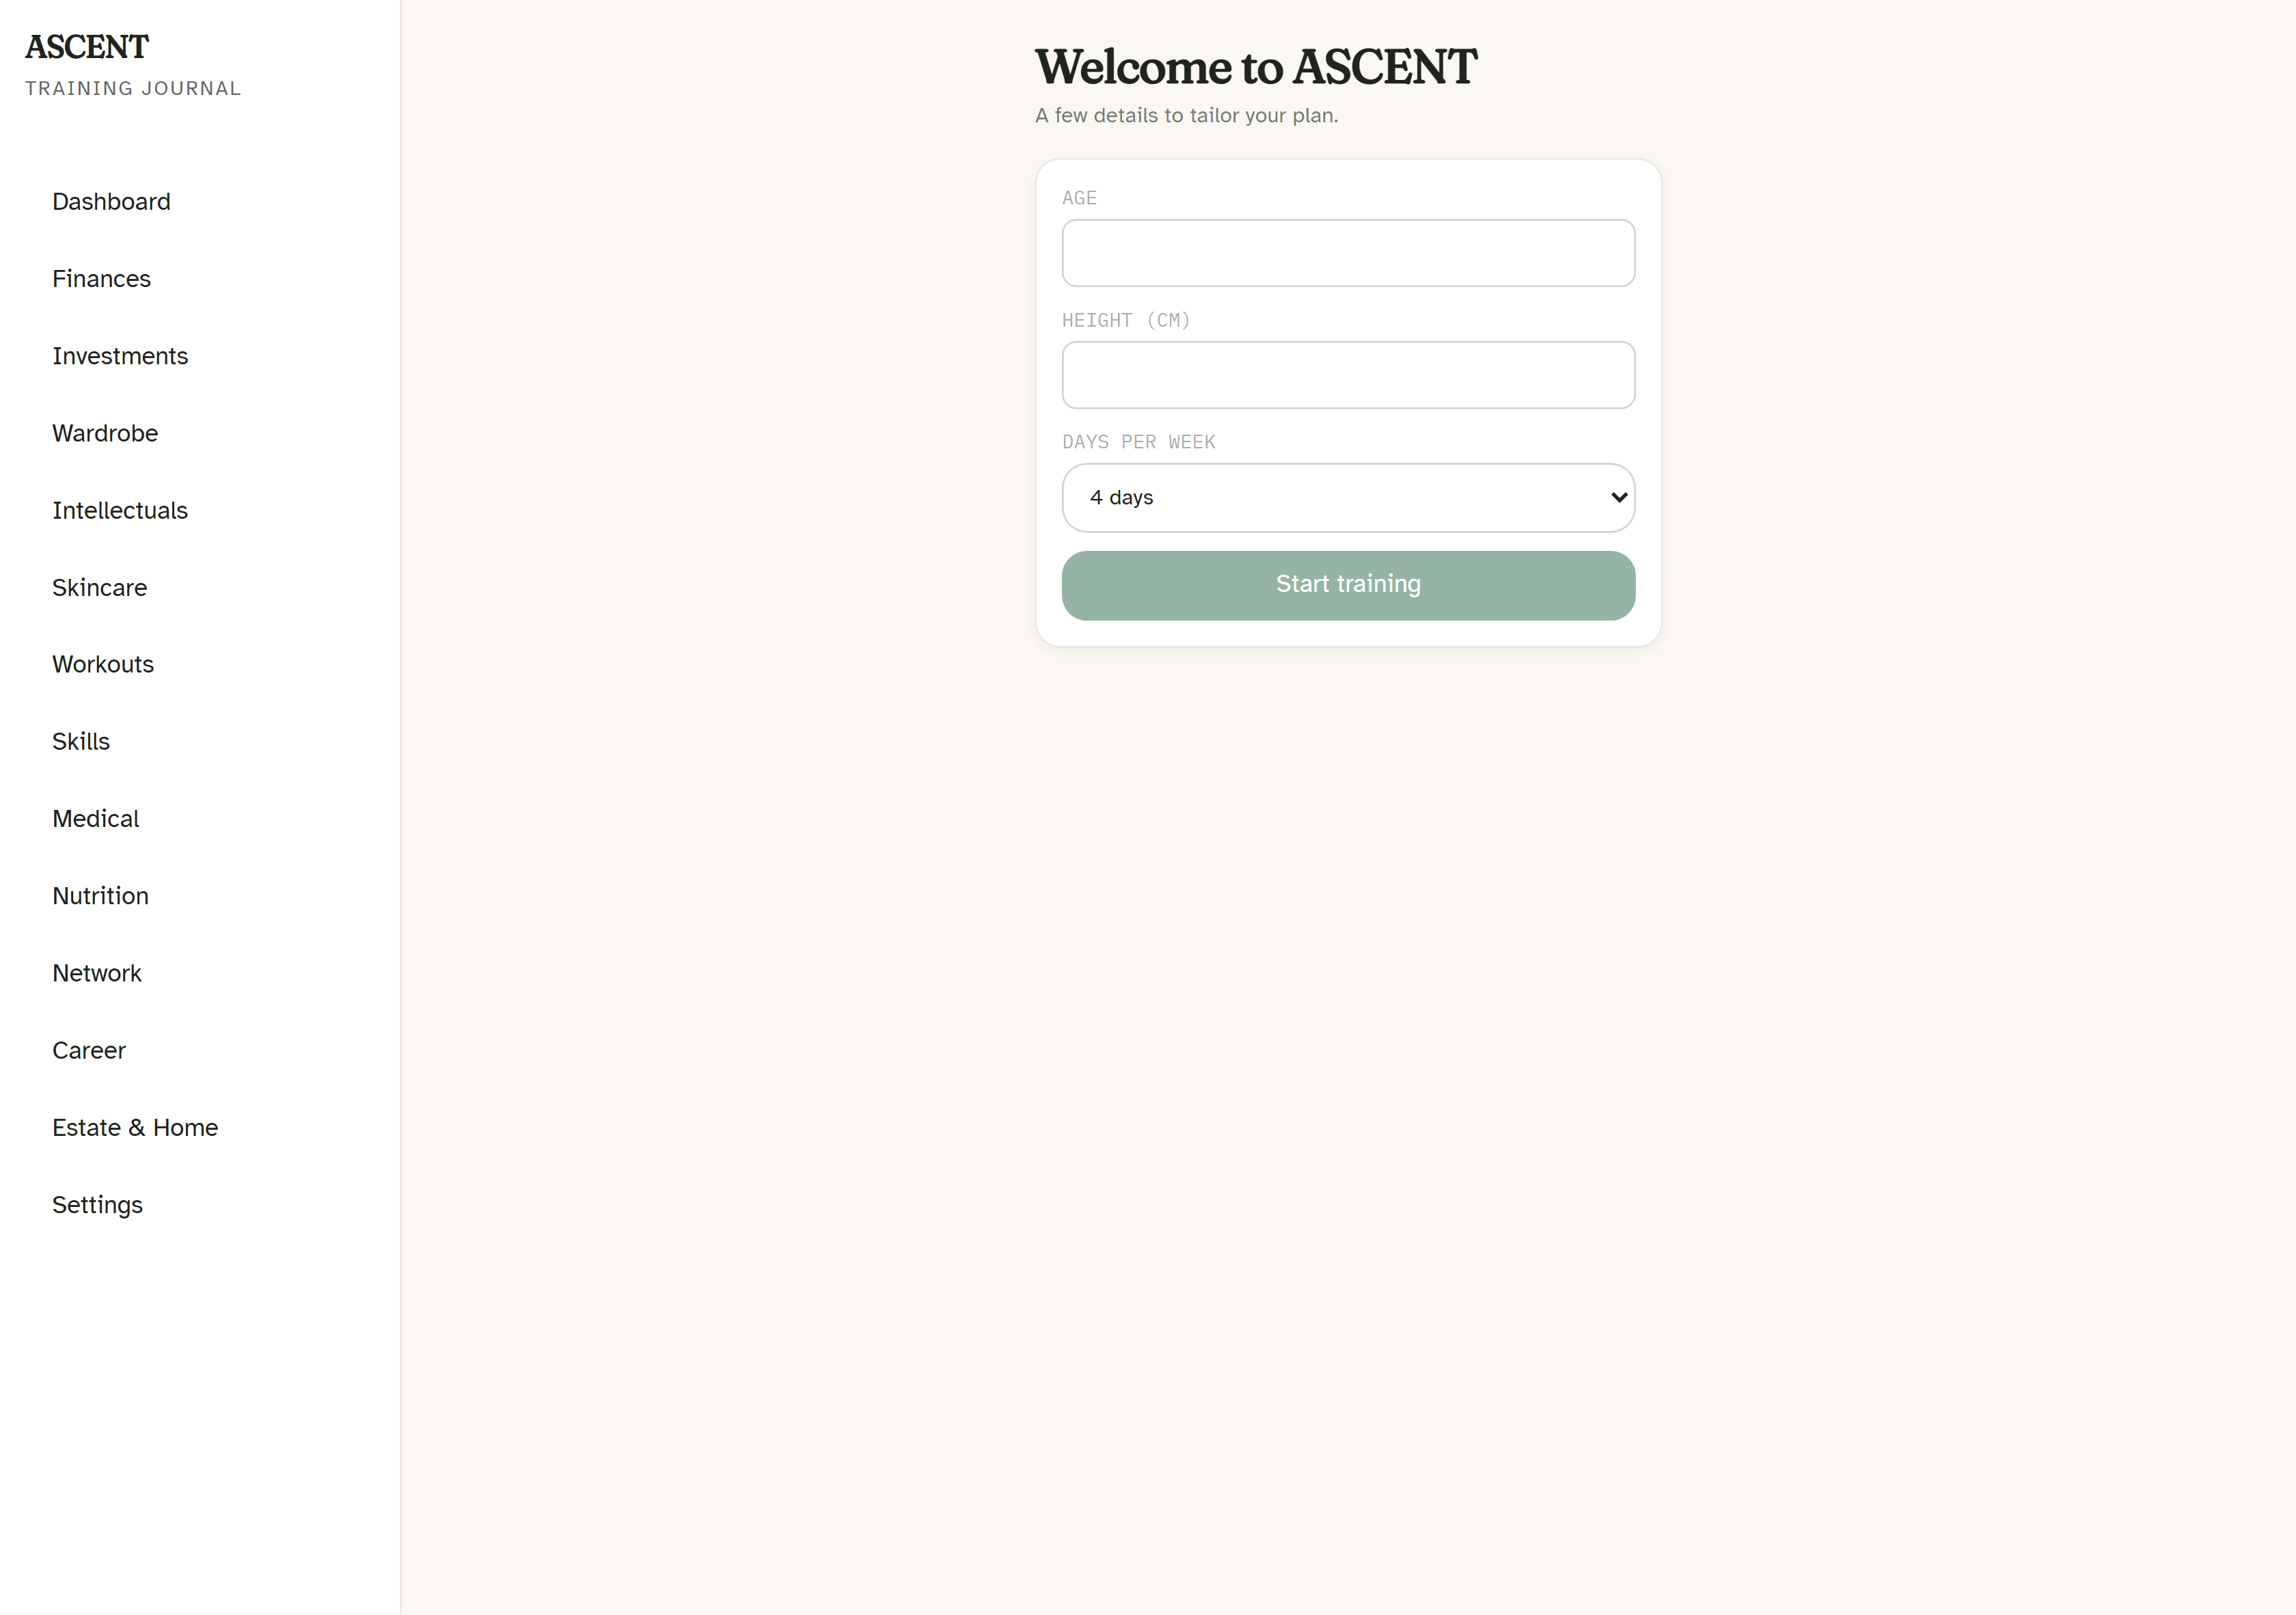 ASCENT
TRAINING JOURNAL
Dashboard
Finances
Investments
Wardrobe
Intellectuals
Skincare
Workouts
Skills
Medical
Nutrition
Network
Career
Estate & Home
Settings
Welcome to ASCENT
A few details to tailor your plan.
AGE
HEIGHT (CM)
DAYS PER WEEK
4 days
Start training